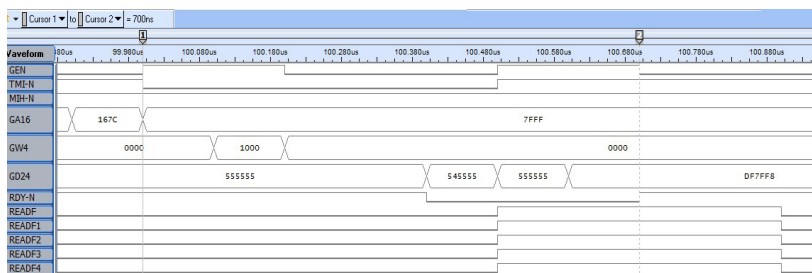 Cursor 1 to Cursor 2 = 700ns
1 2
Waveform 880us 99.980us 100.080us 100.180us 100.280us 100.380us 100.480us 100.580us 100.680us 100.780us 100.880us
GEN
TMI-N
MIH-N
GA16 167C 7FFF
GW4 0000 1000 0000
GD24 555555 545555 555555 DF7FF8
RDY-N
READF
READF1
READF2
READF3
READF4